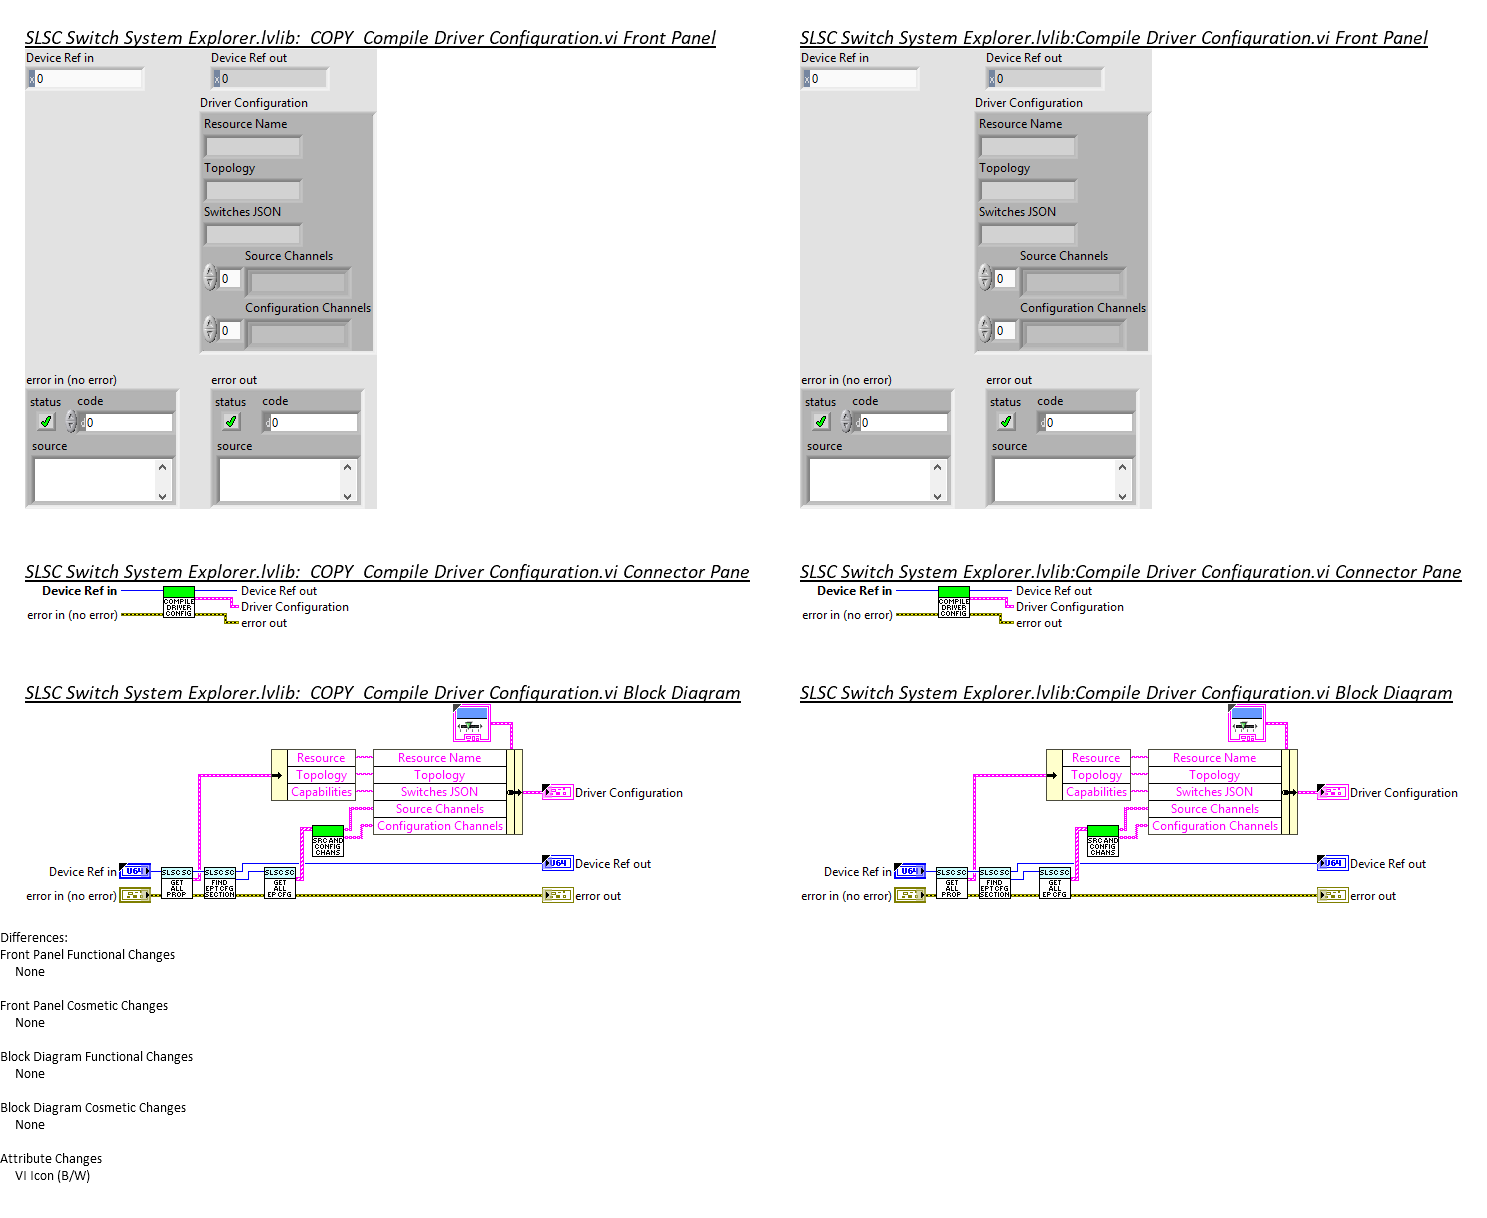 SLSC Switch System Explorer.lvlib:  COPY  Compile Driver Configuration.vi Front Panel
Device Ref in
Device Ref out
x 0
x 0
Driver Configuration
Resource Name
Topology
Switches JSON
Source Channels
0
Configuration Channels
0
error in (no error)
error out
status
code
status
code
d 0
d 0
source
source
SLSC Switch System Explorer.lvlib:Compile Driver Configuration.vi Front Panel
Device Ref in
Device Ref out
x 0
x 0
Driver Configuration
Resource Name
Topology
Switches JSON
Source Channels
0
Configuration Channels
0
error in (no error)
error out
status
code
status
code
d 0
d 0
source
source
SLSC Switch System Explorer.lvlib:  COPY  Compile Driver Configuration.vi Connector Pane
Device Ref in
Device Ref out
COMPILE
DRIVER
CONFIG
Driver Configuration
error in (no error)
error out
SLSC Switch System Explorer.lvlib:Compile Driver Configuration.vi Connector Pane
Device Ref in
Device Ref out
COMPILE
DRIVER
CONFIG
Driver Configuration
error in (no error)
error out
SLSC Switch System Explorer.lvlib:  COPY  Compile Driver Configuration.vi Block Diagram
Resource
Resource Name
Topology
Topology
Capabilities
Switches JSON
Source Channels
Configuration Channels
Driver Configuration
SRC AND
CONFIG
CHANS
Device Ref in
U64
SLSC SC
GET
ALL
PROP
SLSC SC
FIND
EPT CFG
SECTION
SLSC SC
GET
ALL
EP CFG
U64
Device Ref out
error in (no error)
error out
SLSC Switch System Explorer.lvlib:Compile Driver Configuration.vi Block Diagram
Resource
Resource Name
Topology
Topology
Capabilities
Switches JSON
Source Channels
Configuration Channels
Driver Configuration
SRC AND
CONFIG
CHANS
Device Ref in
U64
SLSC SC
GET
ALL
PROP
SLSC SC
FIND
EPT CFG
SECTION
SLSC SC
GET
ALL
EP CFG
U64
Device Ref out
error in (no error)
error out
Differences:
Front Panel Functional Changes
None
Front Panel Cosmetic Changes
None
Block Diagram Functional Changes
None
Block Diagram Cosmetic Changes
None
Attribute Changes
VI Icon (B/W)